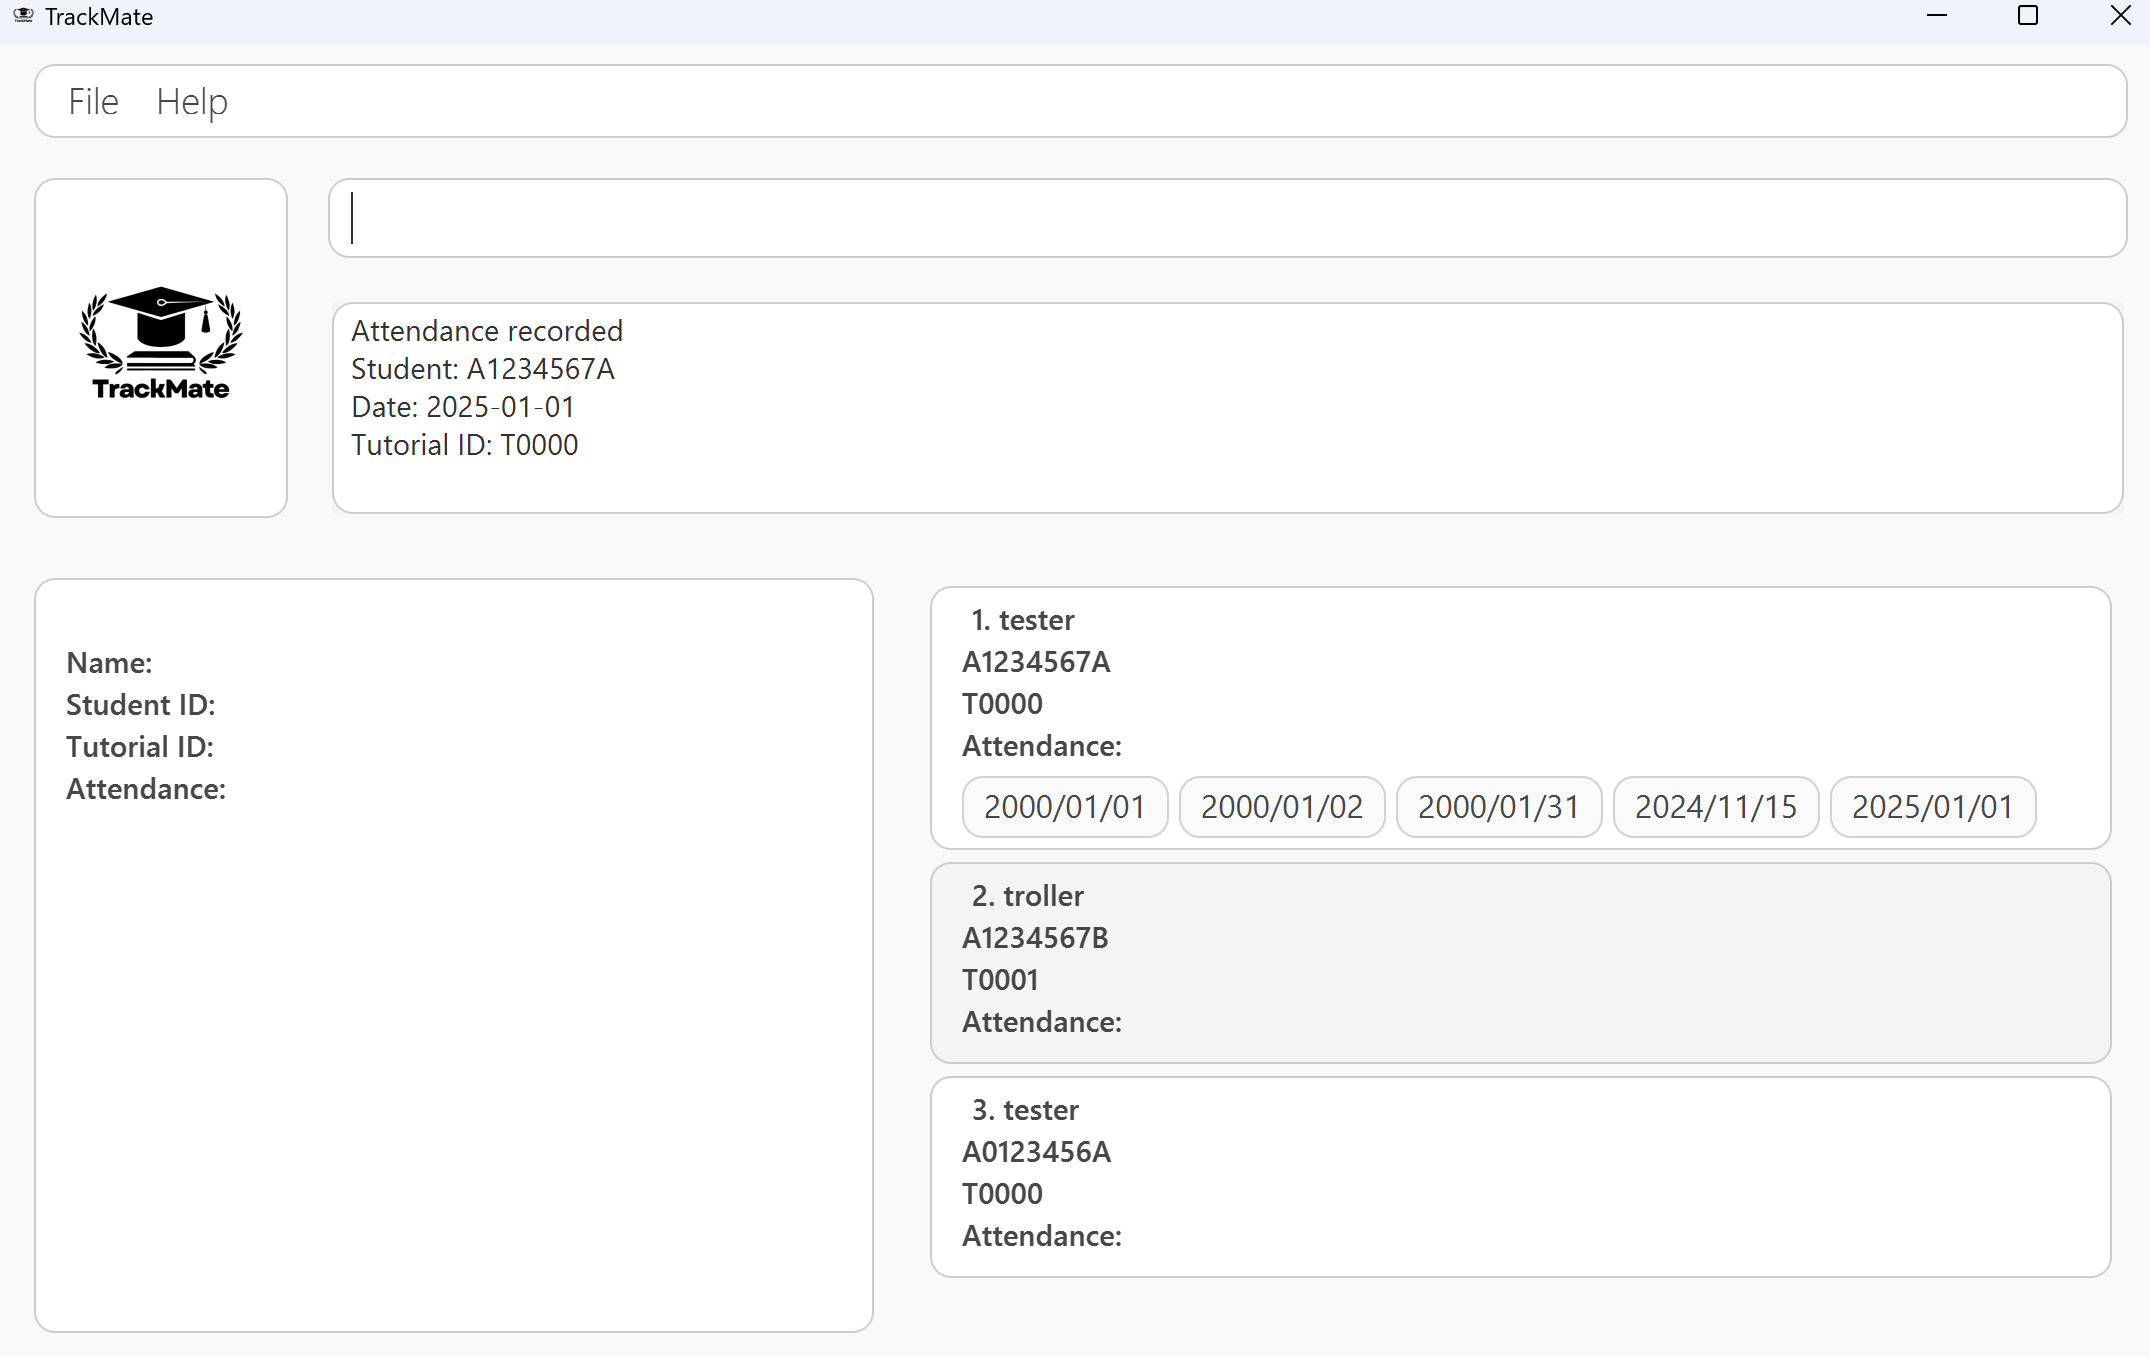 TrackMate
File Help
TrackMate
Attendance recorded
Student: A1234567A
Date: 2025-01-01
Tutorial ID: T0000
Name:
Student ID:
Tutorial ID:
Attendance:
1. tester
A1234567A
T0000
Attendance:
2000/01/01 2000/01/02 2000/01/31 2024/11/15 2025/01/01
2. troller
A1234567B
T0001
Attendance:
3. tester
A0123456A
T0000
Attendance: